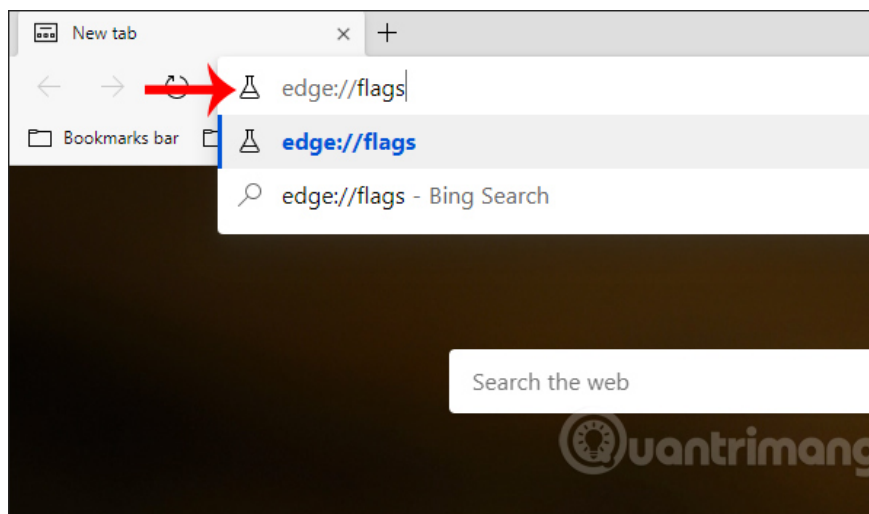 New tab
edge://flags
Bookmarks bar
edge://flags
edge://flags - Bing Search
Search the web
Quantrimang